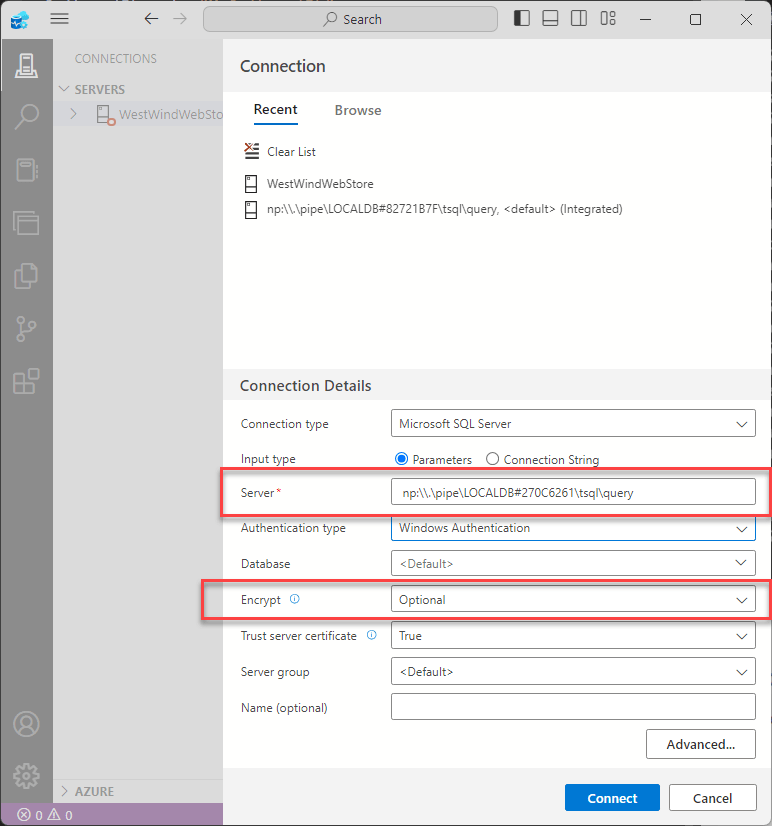 Search
CONNECTIONS
SERVERS
WestWindWebSto
Connection
Recent Browse
Clear List
WestWindWebStore
np:\\.\pipe\LOCALDB#82721B7F\tsql\query, <default> (Integrated)
Connection Details
Connection type Microsoft SQL Server
Input type Parameters Connection String
Server* np:\\.\pipe\LOCALDB#270C6261\tsql\query
Authentication type Windows Authentication
Database <Default>
Encrypt Optional
Trust server certificate True
Server group <Default>
Name (optional)
Advanced...
AZURE
Connect Cancel
0 0